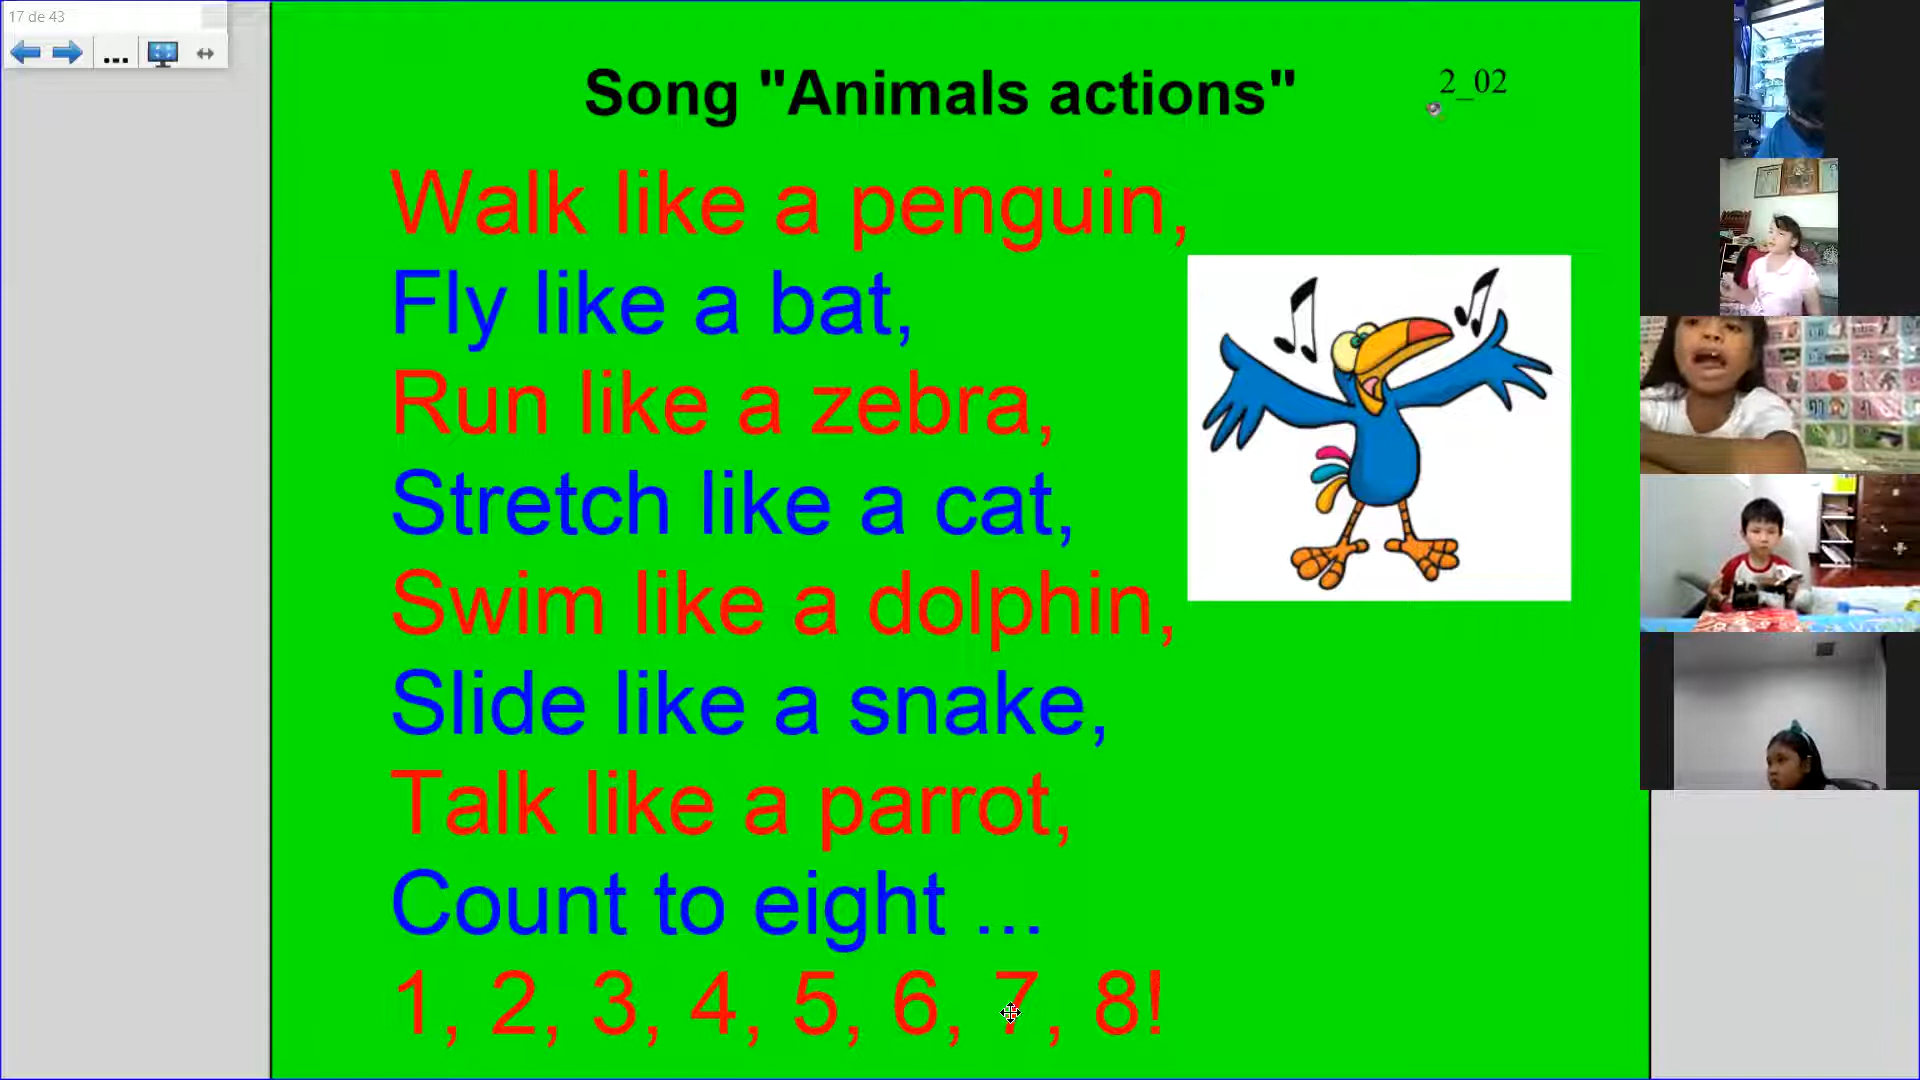 17 de 43
...
Song "Animals actions"
2_02
Walk like a penguin,
Fly like a bat,
Run like a zebra,
Stretch like a cat,
Swim like a dolphin,
Slide like a snake,
Talk like a parrot,
Count to eight ...
1, 2, 3, 4, 5, 6, 7, 8!